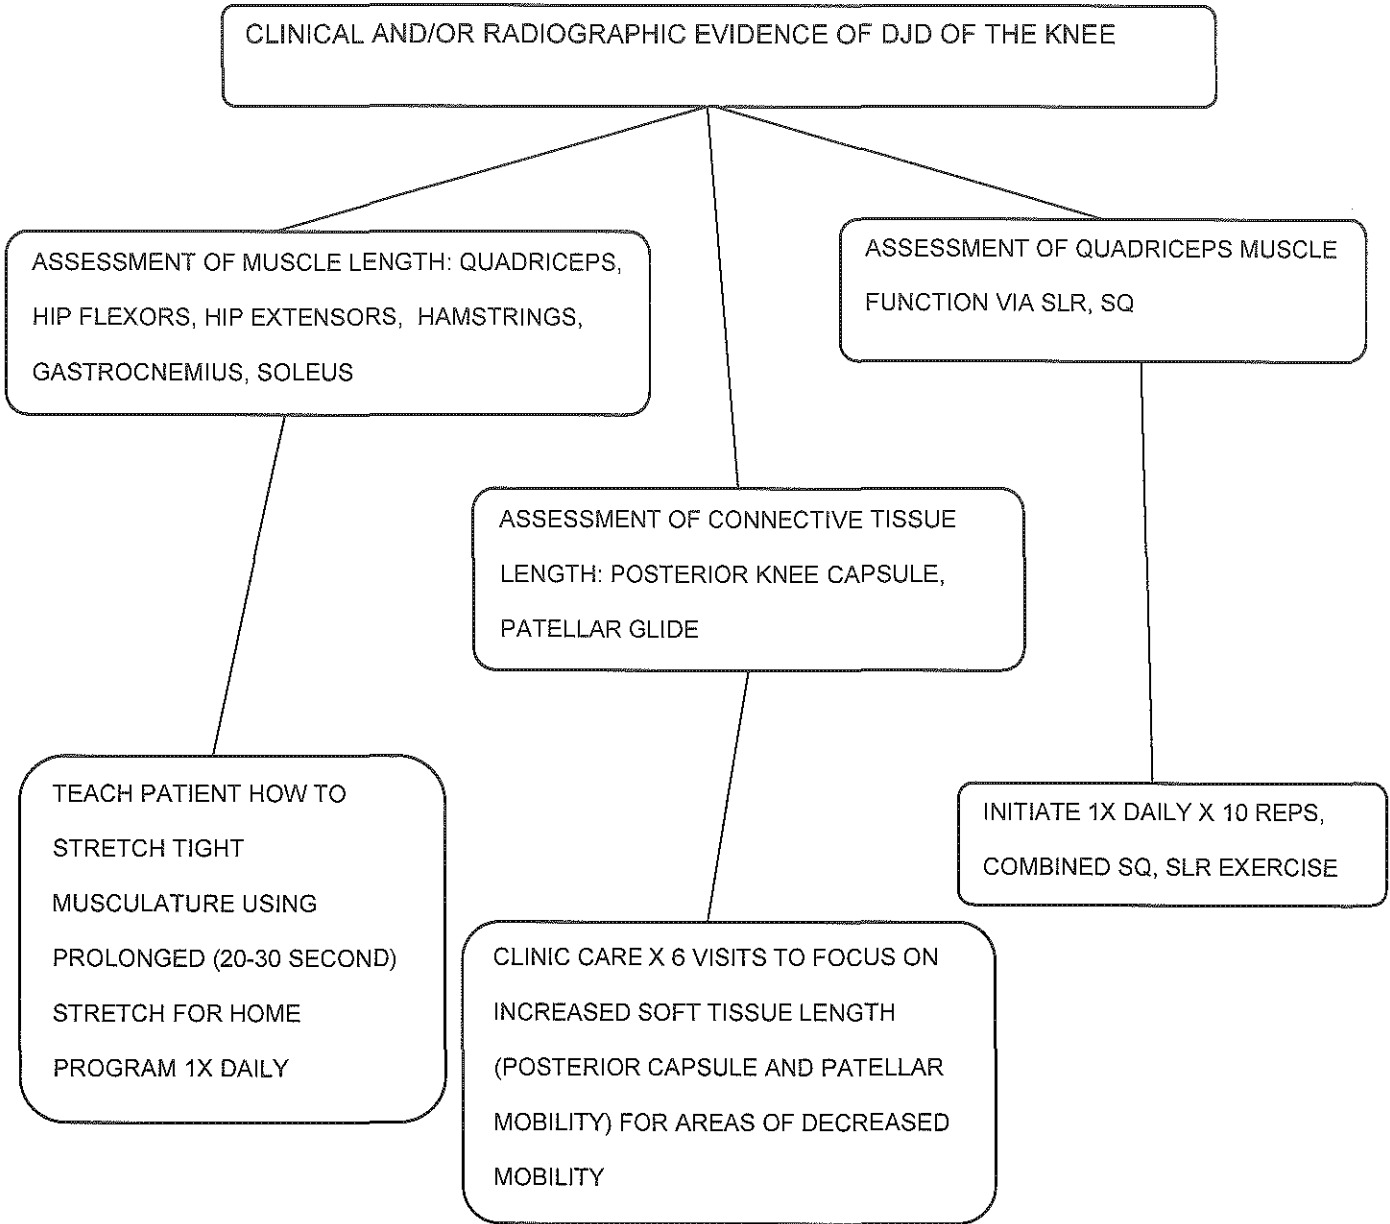 CLINICAL AND/OR RADIOGRAPHIC EVIDENCE OF DJD OF THE KNEE
ASSESSMENT OF MUSCLE LENGTH: QUADRICEPS,
HIP FLEXORS, HIP EXTENSORS, HAMSTRINGS,
GASTROCNEMIUS, SOLEUS
ASSESSMENT OF QUADRICEPS MUSCLE
FUNCTION VIA SLR, SQ
ASSESSMENT OF CONNECTIVE TISSUE
LENGTH: POSTERIOR KNEE CAPSULE,
PATELLAR GLIDE
TEACH PATIENT HOW TO
STRETCH TIGHT
MUSCULATURE USING
PROLONGED (20-30 SECOND)
STRETCH FOR HOME
PROGRAM 1X DAILY
INITIATE 1X DAILY X 10 REPS,
COMBINED SQ, SLR EXERCISE
CLINIC CARE X 6 VISITS TO FOCUS ON
INCREASED SOFT TISSUE LENGTH
(POSTERIOR CAPSULE AND PATELLAR
MOBILITY) FOR AREAS OF DECREASED
MOBILITY